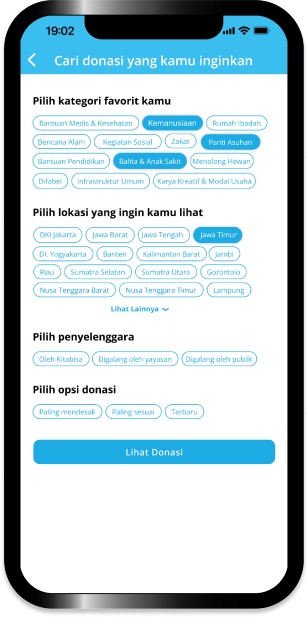 19:02
Cari donasi yang kamu inginkan
Pilih kategori favorit kamu
Bantuan Medis & Kesehatan Kemanusiaan Rumah Ibadah
Bencana Alam Kegiatan Sosial Zakat Panti Asuhan
Bantuan Pendidikan Balita & Anak Sakit Menolong Hewan
Difabel Infrastruktur Umum Karya Kreatif & Modal Usaha
Pilih lokasi yang ingin kamu lihat
DKI Jakarta Jawa Barat Jawa Tengah Jawa Timur
DI. Yogyakarta Banten Kalimantan Barat Jambi
Riau Sumatra Selatan Sumatra Utara Gorontalo
Nusa Tenggara Barat Nusa Tenggara Timur Lampung
Lihat Lainnya
Pilih penyelenggara
Oleh Kitabisa Digalang oleh yayasan Digalang oleh publik
Pilih opsi donasi
Paling mendesak Paling sesuai Terbaru
Lihat Donasi